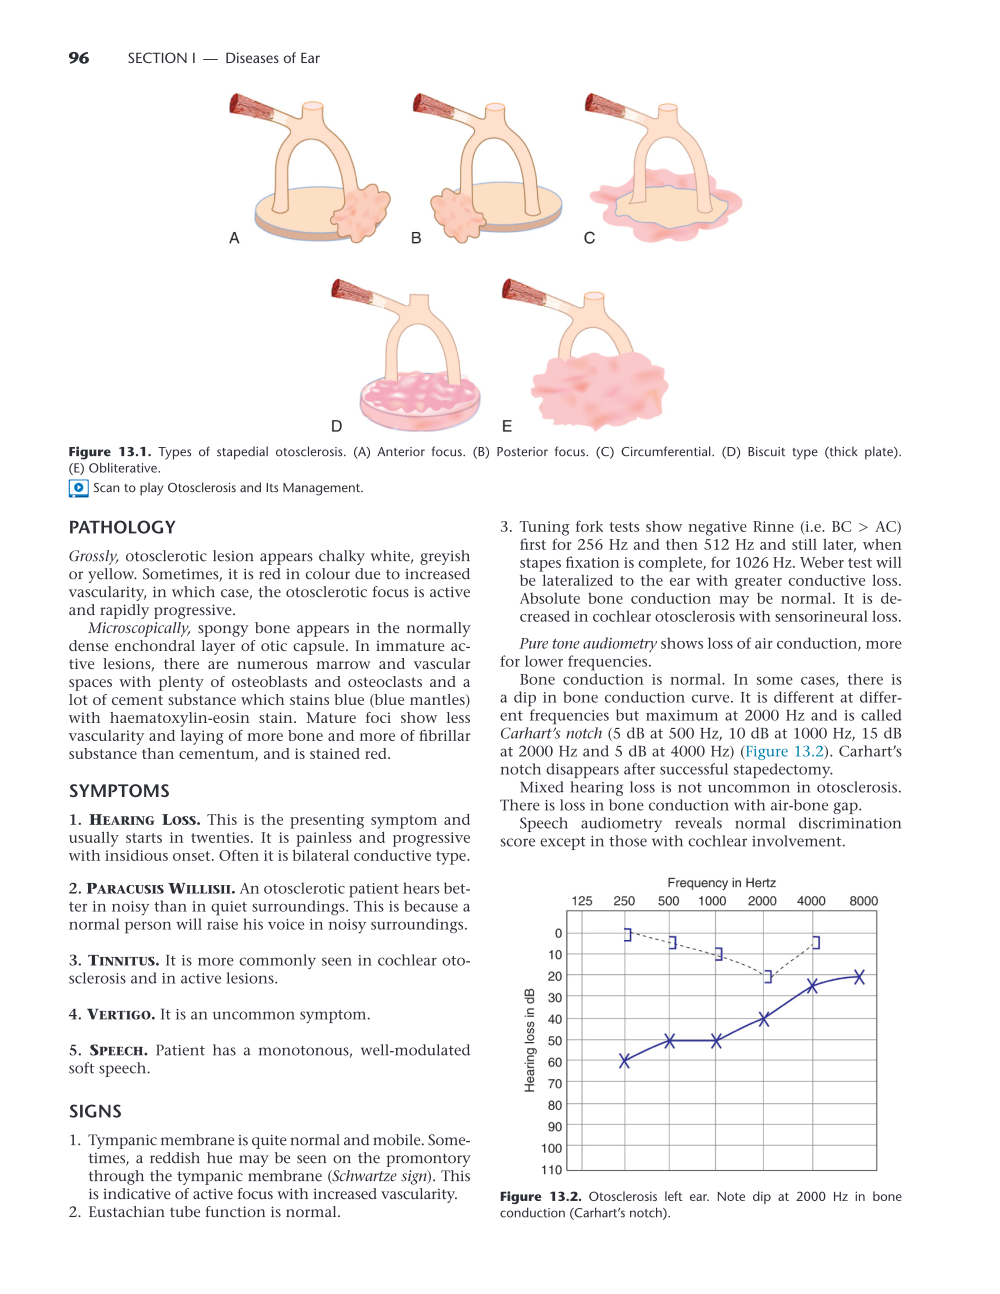 96 SECTION I — Diseases of Ear
A
B
C
D
E
Figure 13.1. Types of stapedial otosclerosis. (A) Anterior focus. (B) Posterior focus. (C) Circumferential. (D) Biscuit type (thick plate).
(E) Obliterative.
Scan to play Otosclerosis and Its Management.
PATHOLOGY
Grossly, otosclerotic lesion appears chalky white, greyish
or yellow. Sometimes, it is red in colour due to increased
vascularity, in which case, the otosclerotic focus is active
and rapidly progressive.
Microscopically, spongy bone appears in the normally
dense enchondral layer of otic capsule. In immature ac-
tive lesions, there are numerous marrow and vascular
spaces with plenty of osteoblasts and osteoclasts and a
lot of cement substance which stains blue (blue mantles)
with haematoxylin-eosin stain. Mature foci show less
vascularity and laying of more bone and more of fibrillar
substance than cementum, and is stained red.
SYMPTOMS
1. Hearing Loss. This is the presenting symptom and
usually starts in twenties. It is painless and progressive
with insidious onset. Often it is bilateral conductive type.
2. Paracusis Willisii. An otosclerotic patient hears bet-
ter in noisy than in quiet surroundings. This is because a
normal person will raise his voice in noisy surroundings.
3. Tinnitus. It is more commonly seen in cochlear oto-
sclerosis and in active lesions.
4. Vertigo. It is an uncommon symptom.
5. Speech. Patient has a monotonous, well-modulated
soft speech.
SIGNS
1. Tympanic membrane is quite normal and mobile. Some-
times, a reddish hue may be seen on the promontory
through the tympanic membrane (Schwartze sign). This
is indicative of active focus with increased vascularity.
2. Eustachian tube function is normal.
3. Tuning fork tests show negative Rinne (i.e. BC > AC)
first for 256 Hz and then 512 Hz and still later, when
stapes fixation is complete, for 1026 Hz. Weber test will
be lateralized to the ear with greater conductive loss.
Absolute bone conduction may be normal. It is de-
creased in cochlear otosclerosis with sensorineural loss.
Pure tone audiometry shows loss of air conduction, more
for lower frequencies.
Bone conduction is normal. In some cases, there is
a dip in bone conduction curve. It is different at differ-
ent frequencies but maximum at 2000 Hz and is called
Carhart's notch (5 dB at 500 Hz, 10 dB at 1000 Hz, 15 dB
at 2000 Hz and 5 dB at 4000 Hz) (Figure 13.2). Carhart's
notch disappears after successful stapedectomy.
Mixed hearing loss is not uncommon in otosclerosis.
There is loss in bone conduction with air-bone gap.
Speech audiometry reveals normal discrimination
score except in those with cochlear involvement.
Frequency in Hertz
125 250 500 1000 2000 4000 8000
Hearing loss in dB
0
10
20
30
40
50
60
70
80
90
100
110
Figure 13.2. Otosclerosis left ear. Note dip at 2000 Hz in bone
conduction (Carhart's notch).